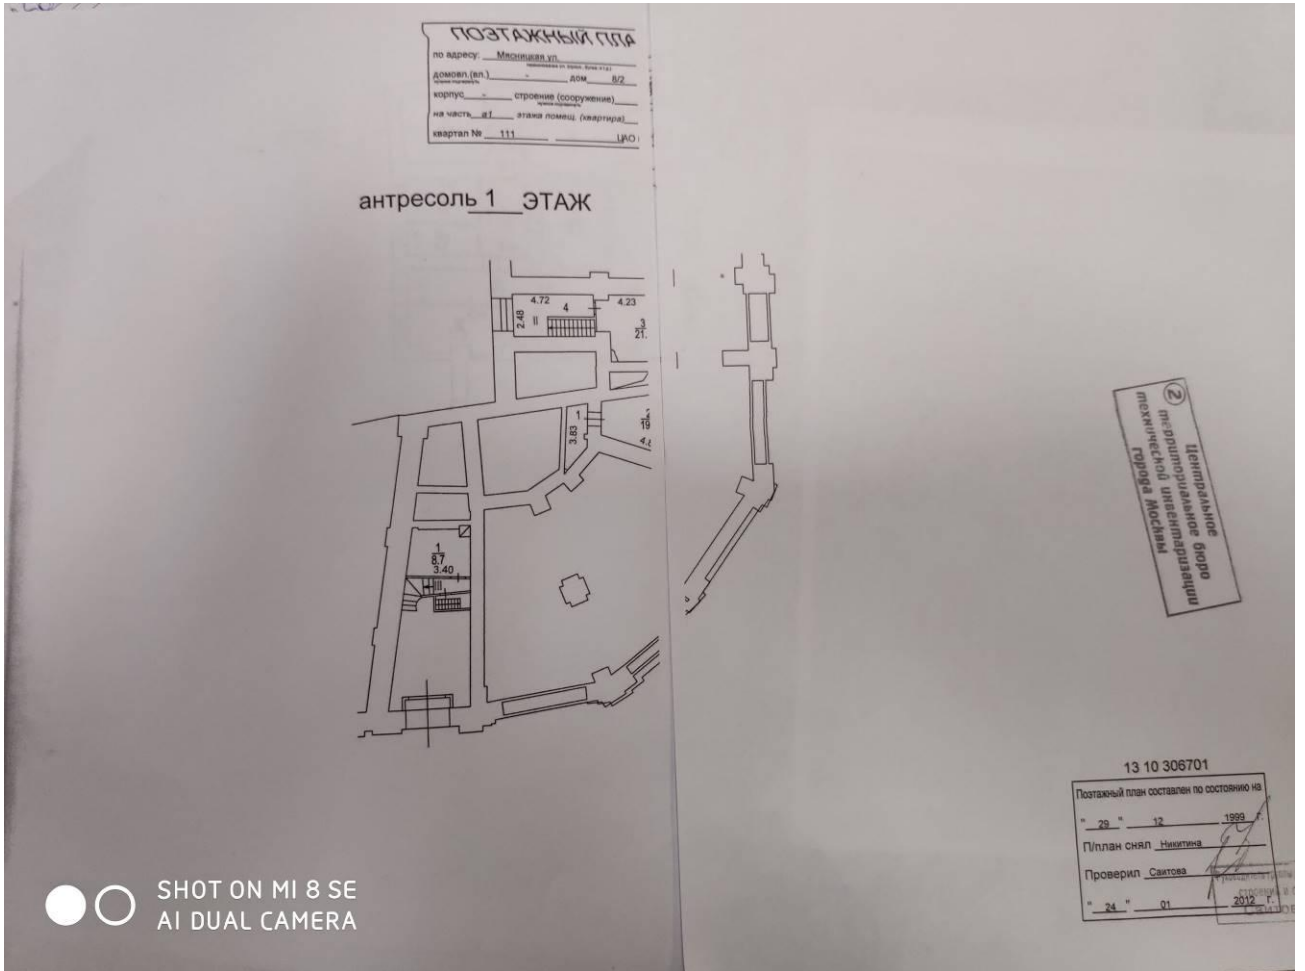 ПОЭТАЖНЫЙ ПЛА
по адресу: Мясницкая ул.
домовл.(вл.) - дом 8/2
корпус - строение (сооружение)
на часть а1 этажа помещ. (квартира)
квартал № 111 ЦАО
антресоль 1 ЭТАЖ
4.72
4
4.23
2.48
II
3
21.
1
3.83
1
8.7
3.40
III
I
2
Центральное
территориальное бюро
технической инвентаризации
города Москвы
13 10 306701
Поэтажный план составлен по состоянию на
" 29 " 12 1999 г.
П/план снял Никитина
Проверил Саитова
" 24 " 01 2012 г.
SHOT ON MI 8 SE
AI DUAL CAMERA